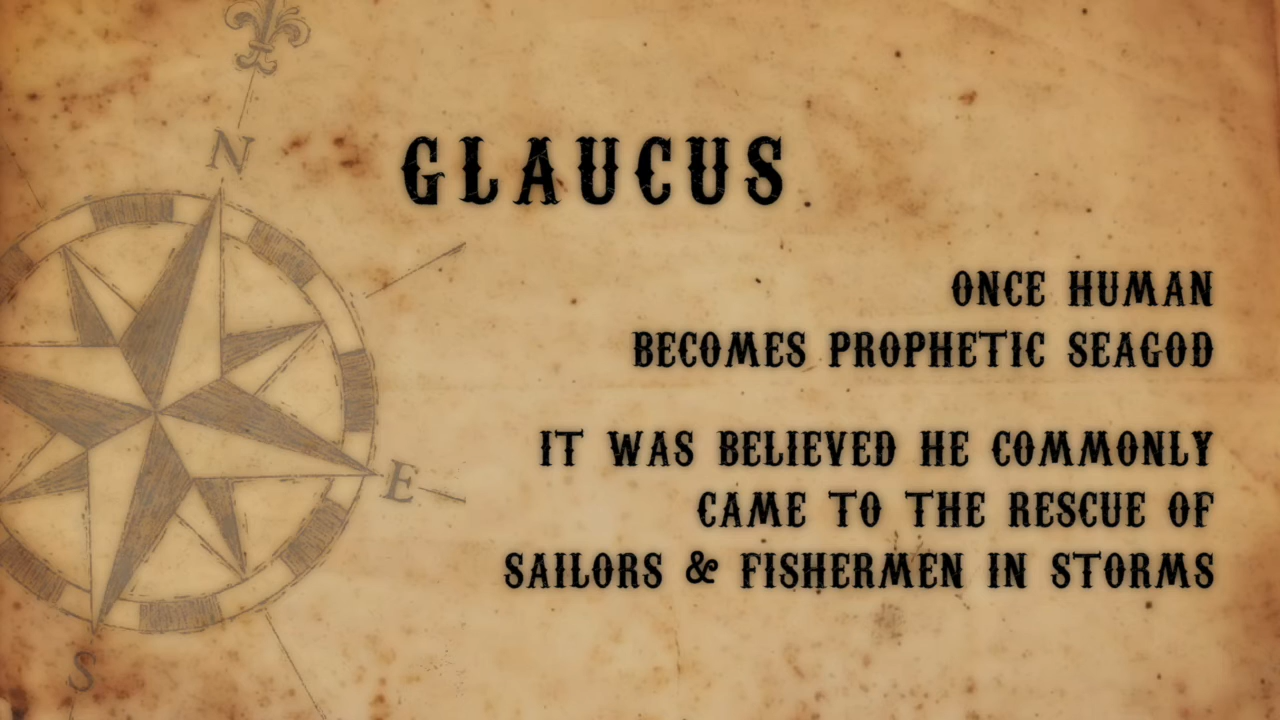 N
GLAUCUS
ONCE HUMAN
BECOMES PROPHETIC SEAGOD
E
IT WAS BELIEVED HE COMMONLY
CAME TO THE RESCUE OF
SAILORS & FISHERMEN IN STORMS
S